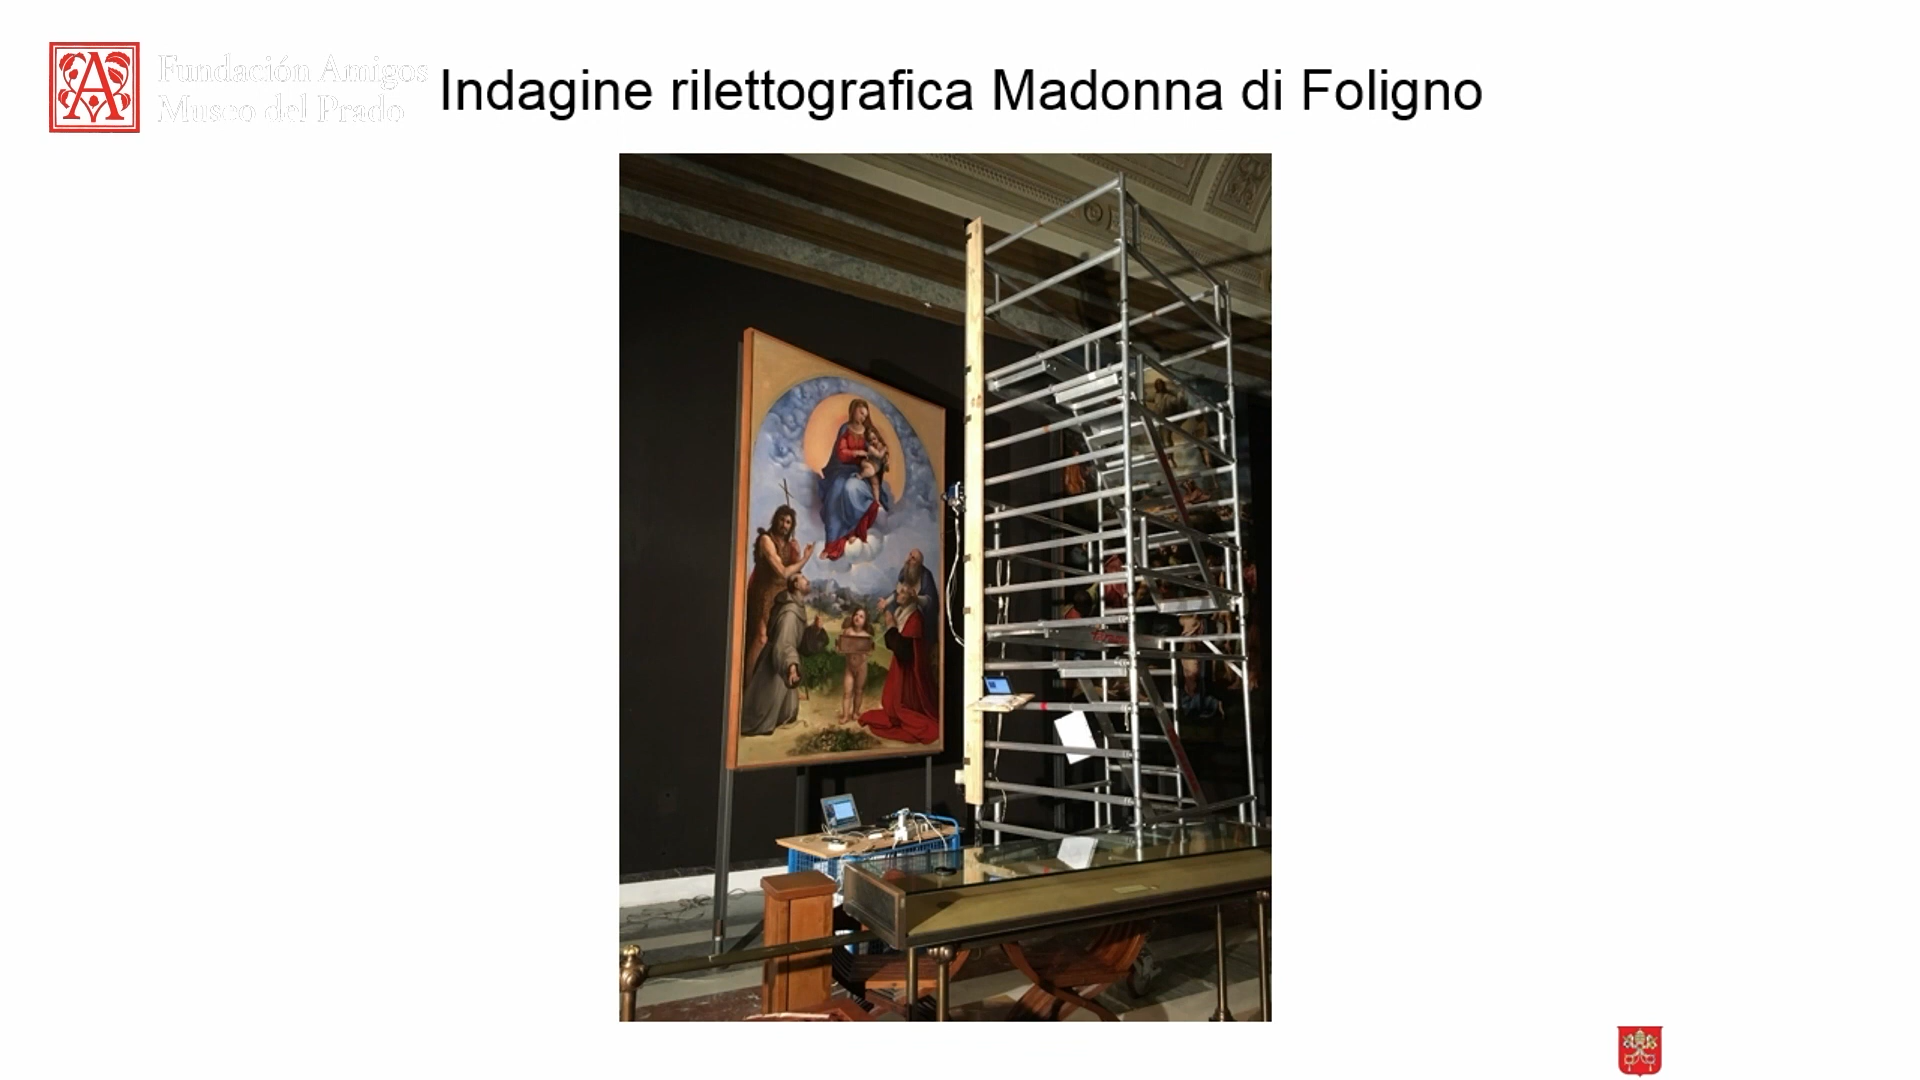 Fundación Amigos
Museo del Prado
Indagine rilettografica Madonna di Foligno